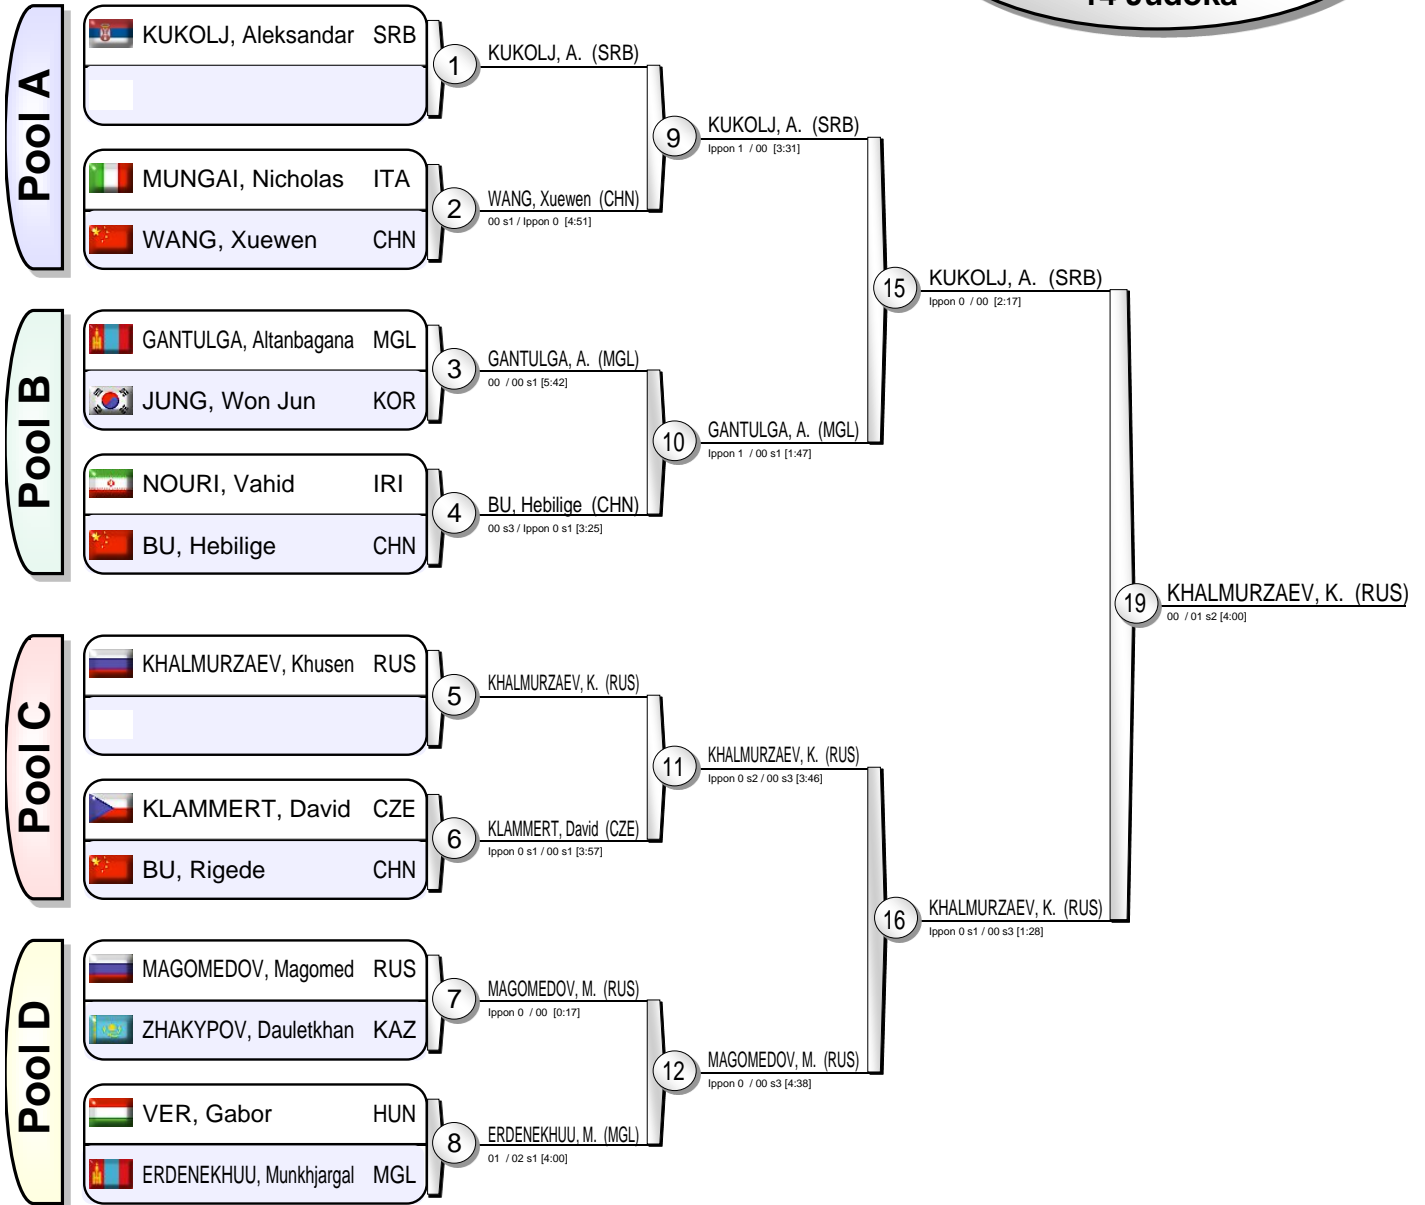 14 Judoka
Pool A
KUKOLJ, Aleksandar SRB
MUNGAI, Nicholas ITA
WANG, Xuewen CHN
1
KUKOLJ, A. (SRB)
2
WANG, Xuewen (CHN)
00 s1 / Ippon 0 [4:51]
9
KUKOLJ, A. (SRB)
Ippon 1 / 00 [3:31]
Pool B
GANTULGA, Altanbagana MGL
JUNG, Won Jun KOR
NOURI, Vahid IRI
BU, Hebilige CHN
3
GANTULGA, A. (MGL)
00 / 00 s1 [5:42]
4
BU, Hebilige (CHN)
00 s3 / Ippon 0 s1 [3:25]
10
GANTULGA, A. (MGL)
Ippon 1 / 00 s1 [1:47]
15
KUKOLJ, A. (SRB)
Ippon 0 / 00 [2:17]
Pool C
KHALMURZAEV, Khusen RUS
KLAMMERT, David CZE
BU, Rigede CHN
5
KHALMURZAEV, K. (RUS)
6
KLAMMERT, David (CZE)
Ippon 0 s1 / 00 s1 [3:57]
11
KHALMURZAEV, K. (RUS)
Ippon 0 s2 / 00 s3 [3:46]
Pool D
MAGOMEDOV, Magomed RUS
ZHAKYPOV, Dauletkhan KAZ
VER, Gabor HUN
ERDENEKHUU, Munkhjargal MGL
7
MAGOMEDOV, M. (RUS)
Ippon 0 / 00 [0:17]
8
ERDENEKHUU, M. (MGL)
01 / 02 s1 [4:00]
12
MAGOMEDOV, M. (RUS)
Ippon 0 / 00 s3 [4:38]
16
KHALMURZAEV, K. (RUS)
Ippon 0 s1 / 00 s3 [1:28]
19
KHALMURZAEV, K. (RUS)
00 / 01 s2 [4:00]